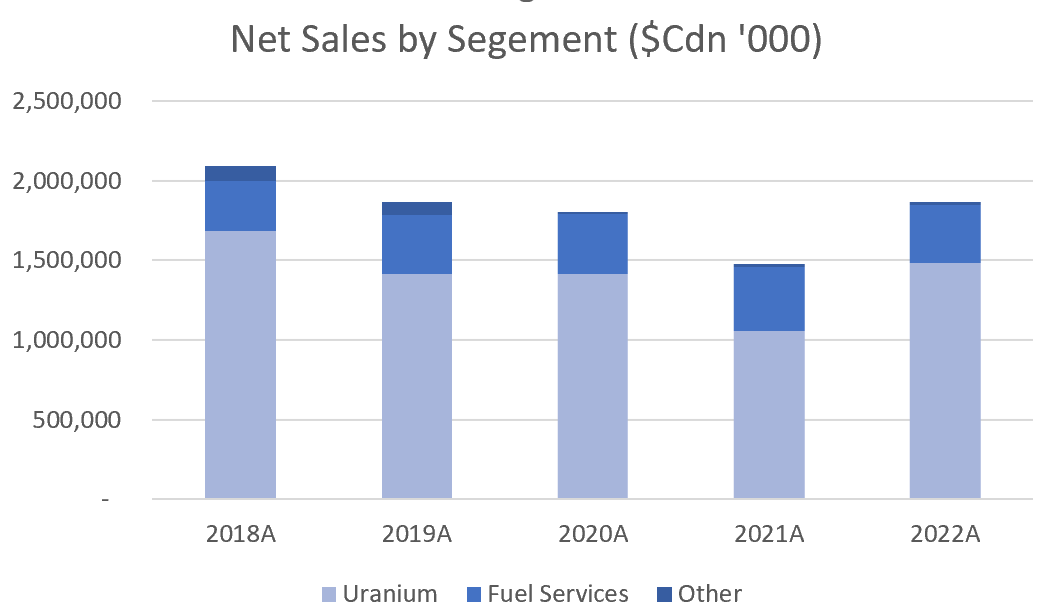 Net Sales by Segement ($Cdn '000)
2,500,000
2,000,000
1,500,000
1,000,000
500,000
-
2018A 2019A 2020A 2021A 2022A
Uranium Fuel Services Other